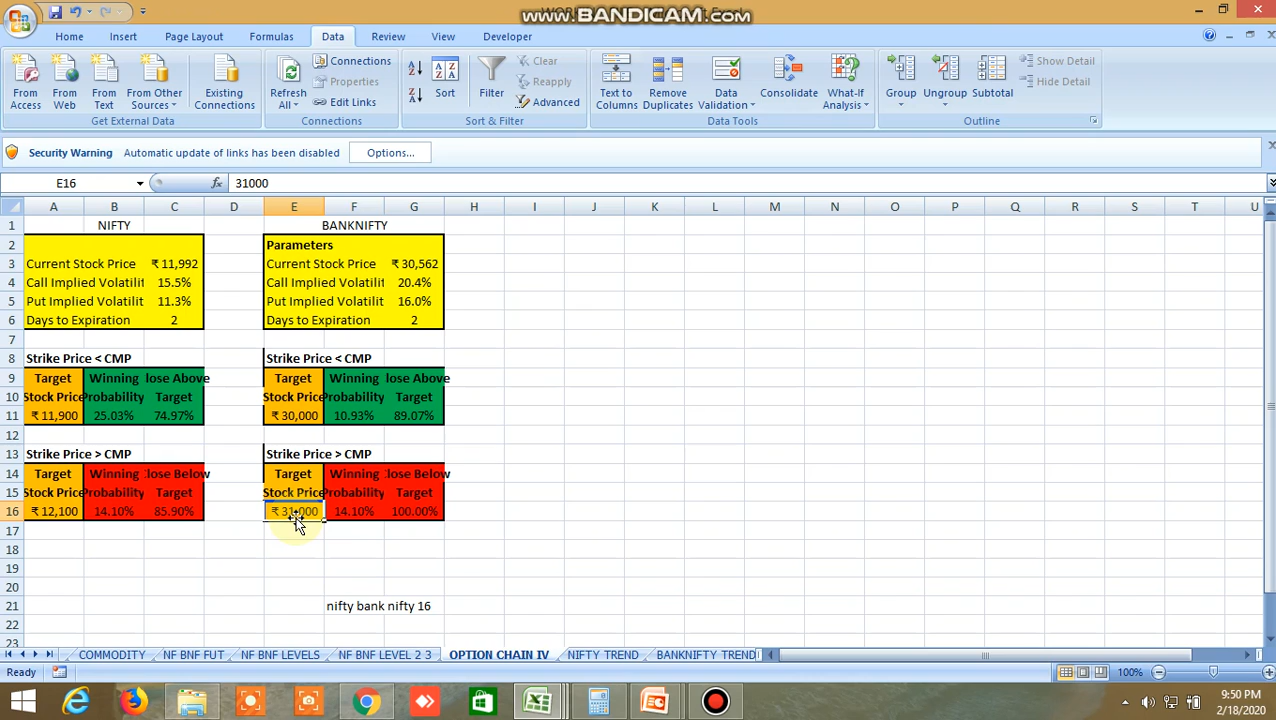 www.BANDICAM.com
Home Insert Page Layout Formulas Data Review View Developer
From Access
From Web
From Text
From Other Sources
Existing Connections
Get External Data
Refresh All
Connections
Properties
Edit Links
Connections
Sort
Filter
Clear
Reapply
Advanced
Sort & Filter
Text to Columns
Remove Duplicates
Data Validation
Consolidate
What-If Analysis
Data Tools
Group
Ungroup
Subtotal
Show Detail
Hide Detail
Outline
Security Warning Automatic update of links has been disabled Options...
E16 fx 31000
A B C D E F G H I J K L M N O P Q R S T U
1 NIFTY BANKNIFTY
2 Parameters
3 Current Stock Price ₹ 11,992 Current Stock Price ₹ 30,562
4 Call Implied Volatilit 15.5% Call Implied Volatilit 20.4%
5 Put Implied Volatilit 11.3% Put Implied Volatilit 16.0%
6 Days to Expiration 2 Days to Expiration 2
7
8 Strike Price < CMP Strike Price < CMP
9 Target Winning lose Above Target Winning lose Above
10 Stock Price Probability Target Stock Price Probability Target
11 ₹ 11,900 25.03% 74.97% ₹ 30,000 10.93% 89.07%
12
13 Strike Price > CMP Strike Price > CMP
14 Target Winning lose Below Target Winning lose Below
15 Stock Price Probability Target Stock Price Probability Target
16 ₹ 12,100 14.10% 85.90% ₹ 31,000 14.10% 100.00%
17
18
19
20
21 nifty bank nifty 16
22
23
COMMODITY NF BNF FUT NF BNF LEVELS NF BNF LEVEL 2 3 OPTION CHAIN IV NIFTY TREND BANKNIFTY TREND
Ready 100%
9:50 PM
2/18/2020